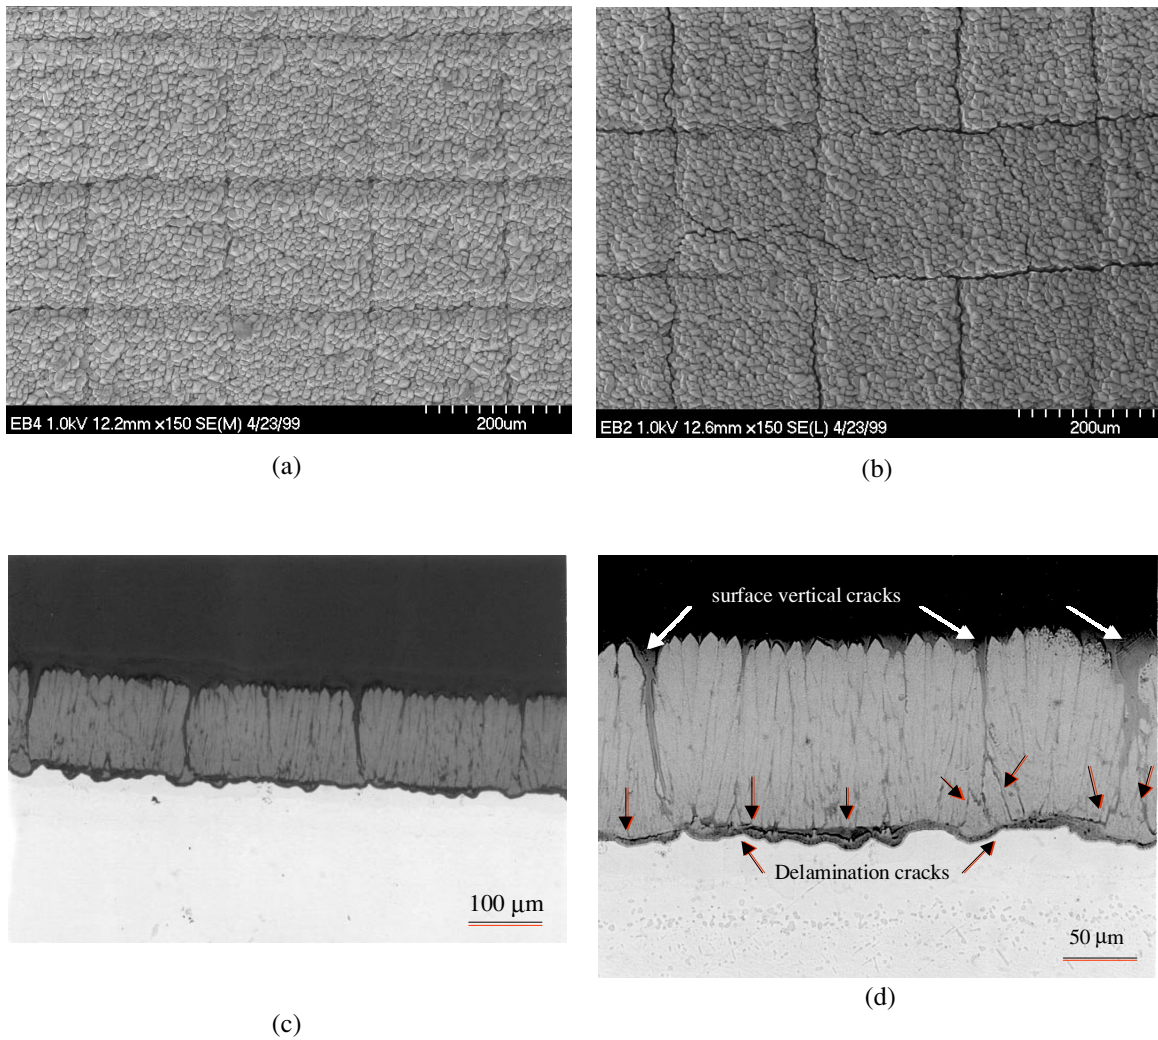 EB4 1.0kV 12.2mm x150 SE(M) 4/23/99
200um
EB2 1.0kV 12.6mm x150 SE(L) 4/23/99
200um
(a)
(b)
surface vertical cracks
Delamination cracks
100 μm
50 μm
(c)
(d)